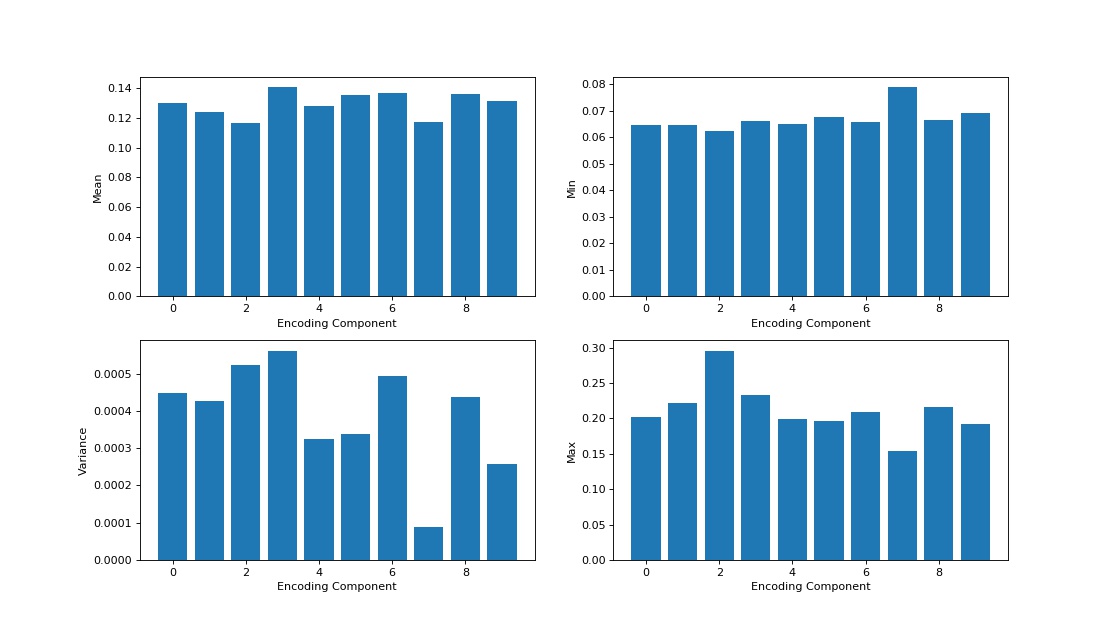 0.14
0.12
0.10
0.08
0.06
0.04
0.02
0.00
Mean
0 2 4 6 8
Encoding Component
0.08
0.07
0.06
0.05
0.04
0.03
0.02
0.01
0.00
Min
0 2 4 6 8
Encoding Component
0.0005
0.0004
0.0003
0.0002
0.0001
0.0000
Variance
0 2 4 6 8
Encoding Component
0.30
0.25
0.20
0.15
0.10
0.05
0.00
Max
0 2 4 6 8
Encoding Component